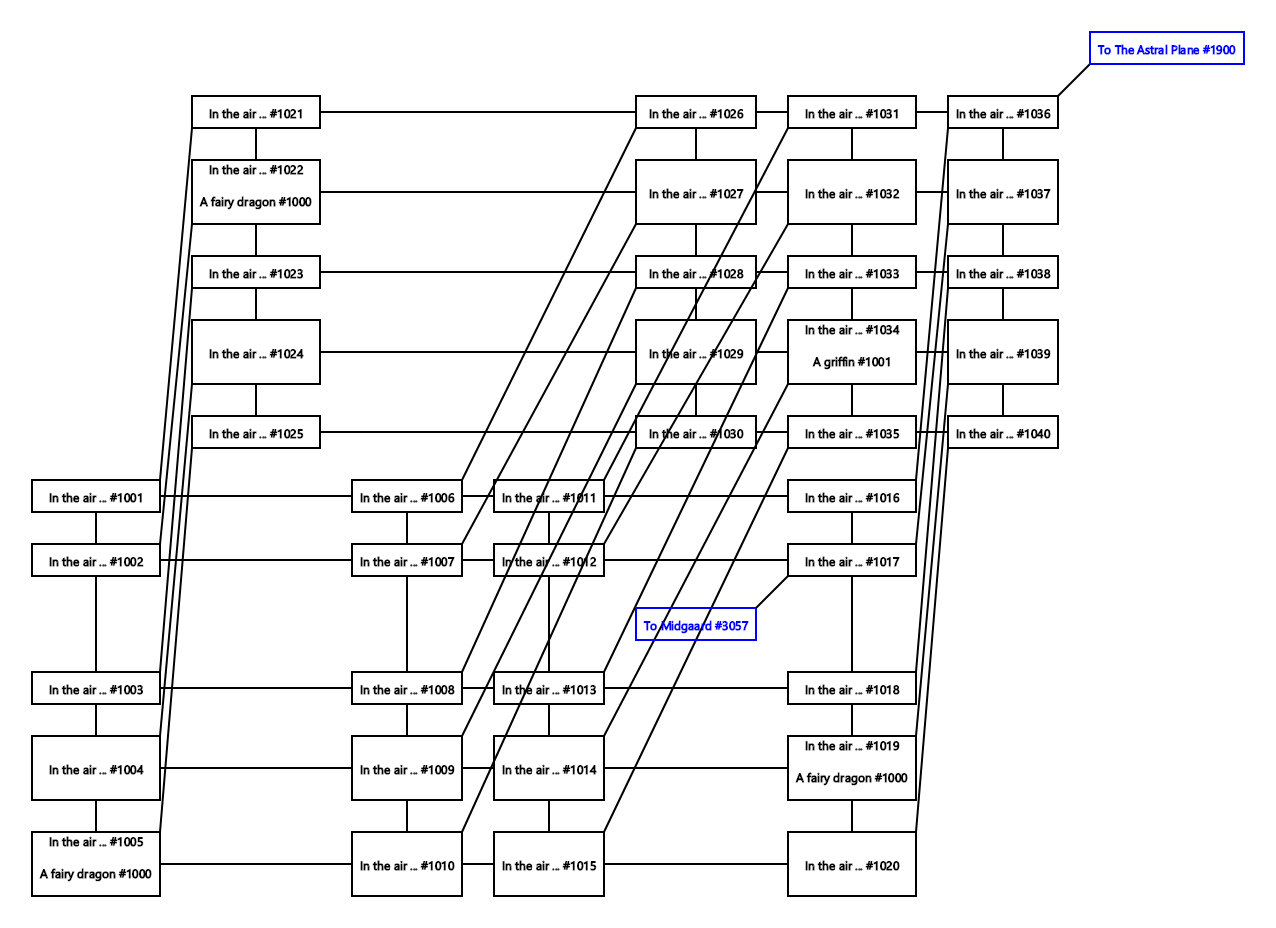 To The Astral Plane #1900
In the air ... #1021
In the air ... #1026
In the air ... #1031
In the air ... #1036
In the air ... #1022
A fairy dragon #1000
In the air ... #1027
In the air ... #1032
In the air ... #1037
In the air ... #1023
In the air ... #1028
In the air ... #1033
In the air ... #1038
In the air ... #1024
In the air ... #1029
In the air ... #1034
A griffin #1001
In the air ... #1039
In the air ... #1025
In the air ... #1030
In the air ... #1035
In the air ... #1040
In the air ... #1001
In the air ... #1006
In the air ... #1011
In the air ... #1016
In the air ... #1002
In the air ... #1007
In the air ... #1012
In the air ... #1017
To Midgaard #3057
In the air ... #1003
In the air ... #1008
In the air ... #1013
In the air ... #1018
In the air ... #1004
In the air ... #1009
In the air ... #1014
In the air ... #1019
A fairy dragon #1000
In the air ... #1005
A fairy dragon #1000
In the air ... #1010
In the air ... #1015
In the air ... #1020